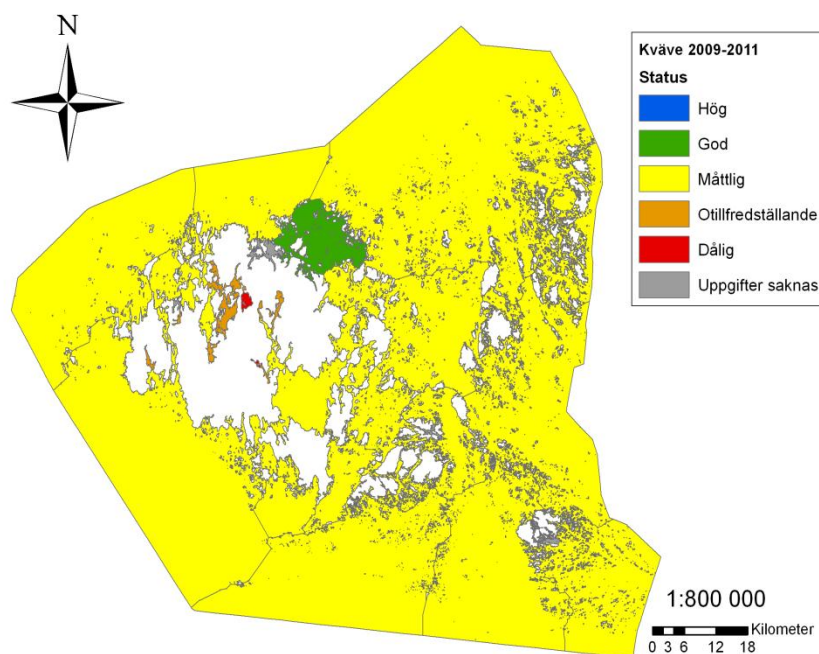 N
Kväve 2009-2011
Status
Hög
God
Måttlig
Otillfredställande
Dålig
Uppgifter saknas
1:800 000
Kilometer
0 3 6 12 18